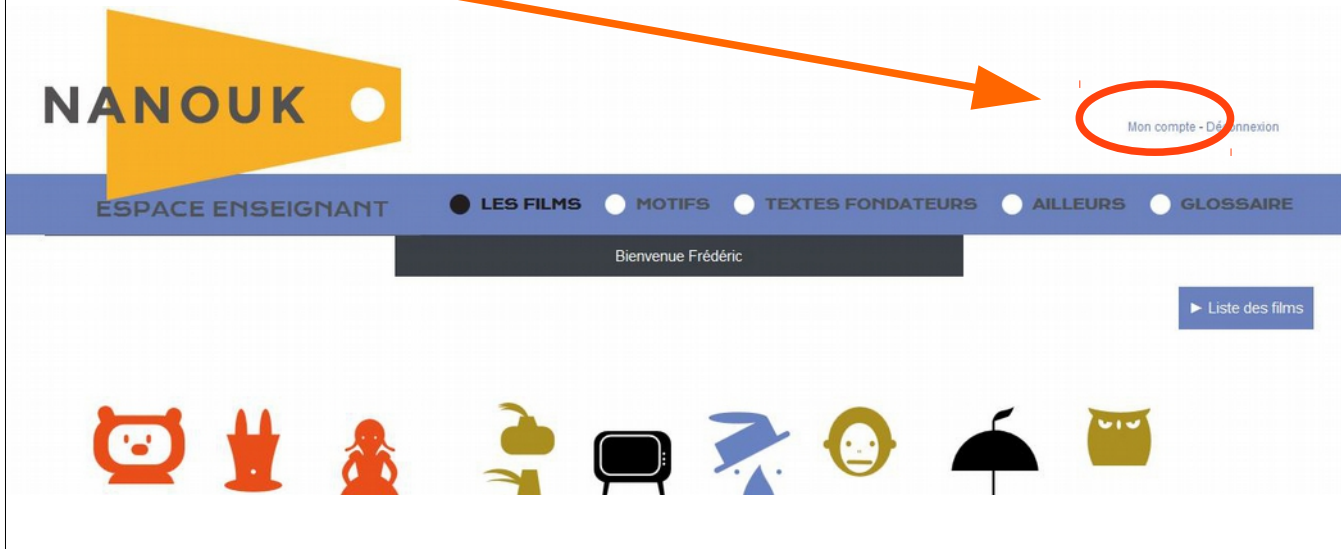 NANOUK
Mon compte - Déconnexion
ESPACE ENSEIGNANT
LES FILMS MOTIFS TEXTES FONDATEURS AILLEURS GLOSSAIRE
Bienvenue Frédéric
► Liste des films